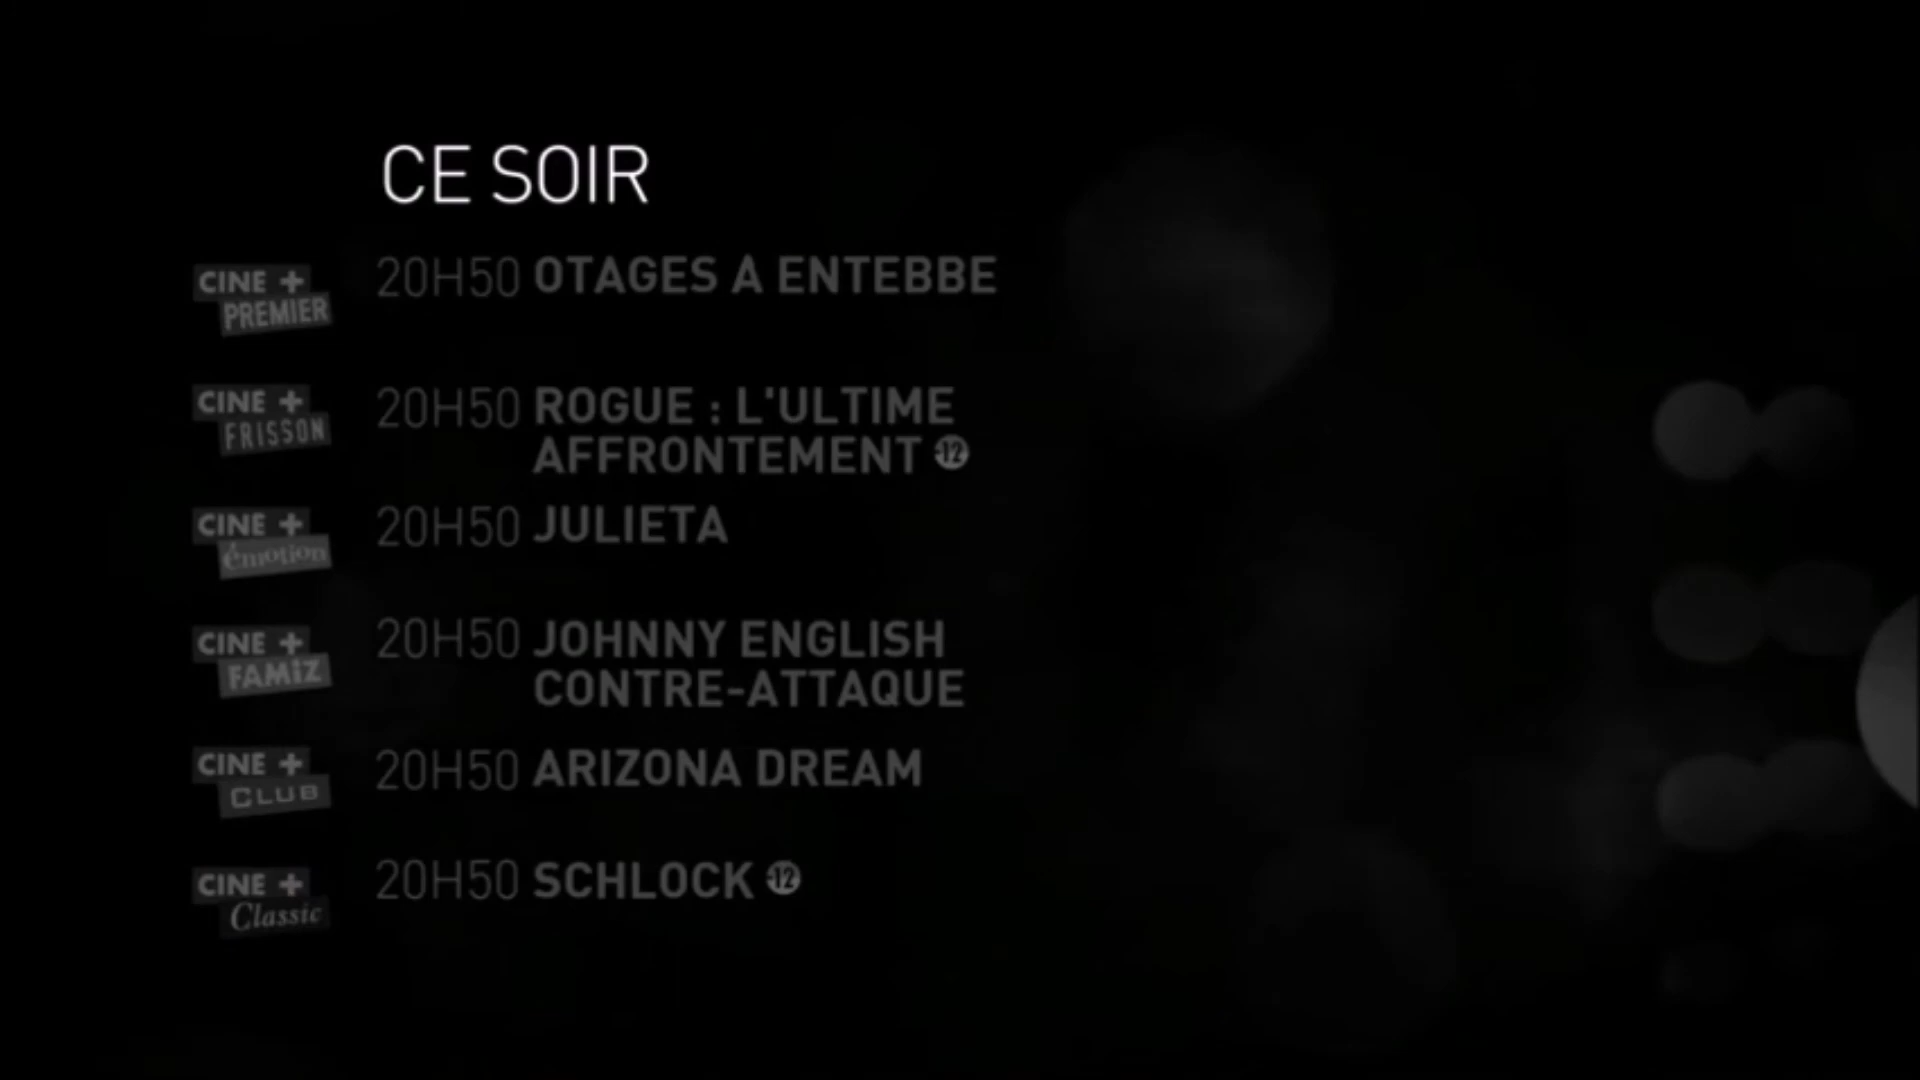 CE SOIR
CINE +
PREMIER
20H50 OTAGES A ENTEBBE
CINE +
FRISSON
20H50 ROGUE : L'ULTIME
AFFRONTEMENT -12
CINE +
émotion
20H50 JULIETA
CINE +
FAMiZ
20H50 JOHNNY ENGLISH
CONTRE-ATTAQUE
CINE +
CLUB
20H50 ARIZONA DREAM
CINE +
Classic
20H50 SCHLOCK -12